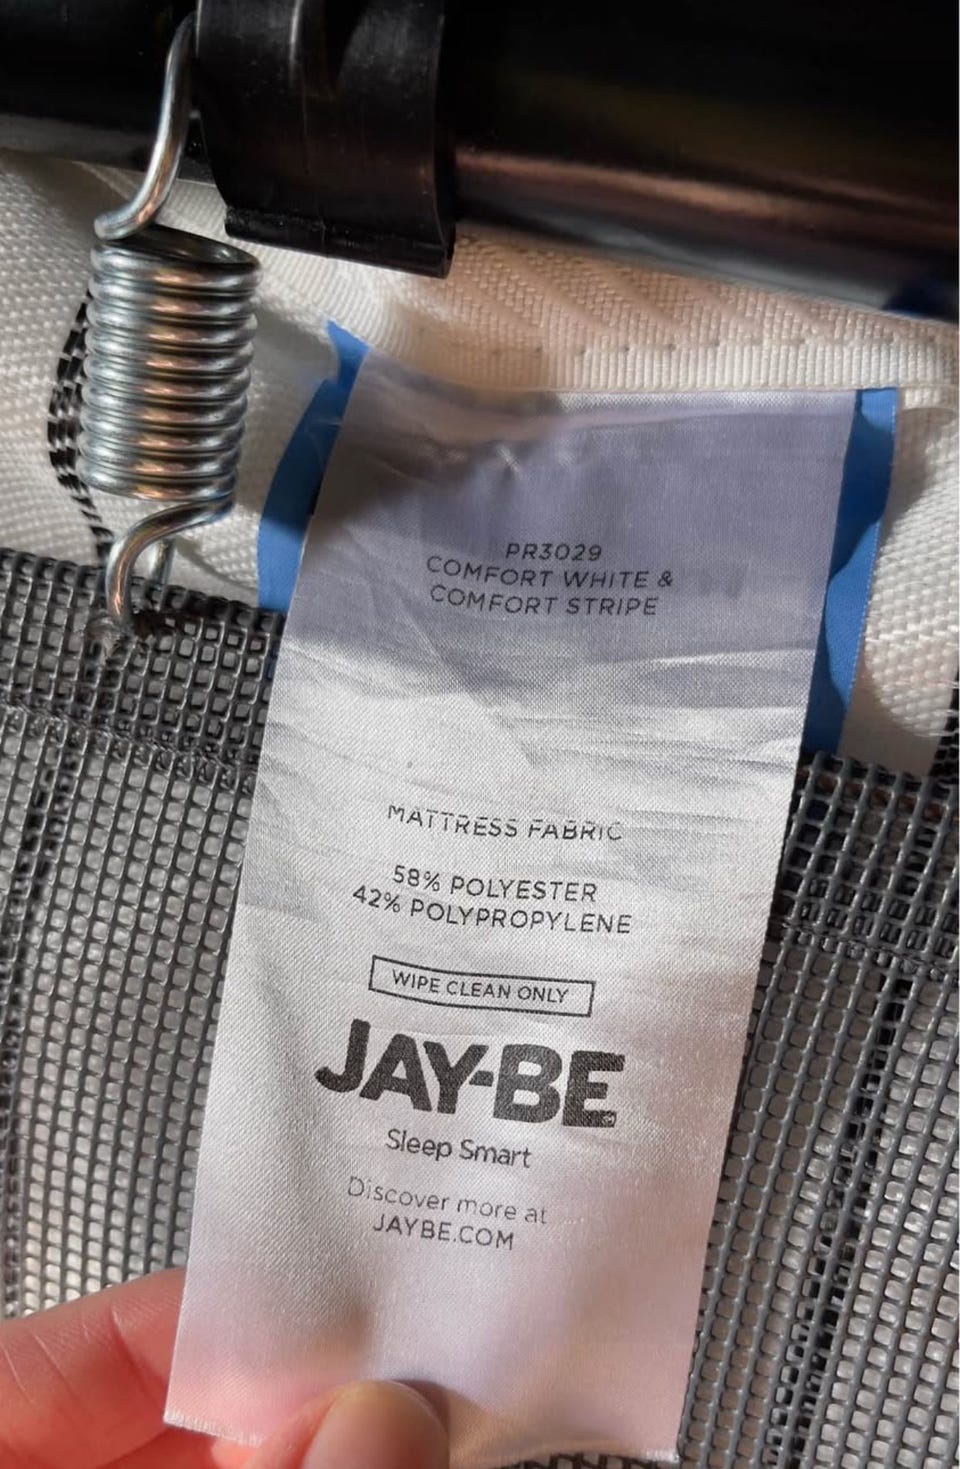 PR3029
COMFORT WHITE &
COMFORT STRIPE
MATTRESS FABRIC
58% POLYESTER
42% POLYPROPYLENE
WIPE CLEAN ONLY
JAY-BE
Sleep Smart
Discover more at
JAYBE.COM